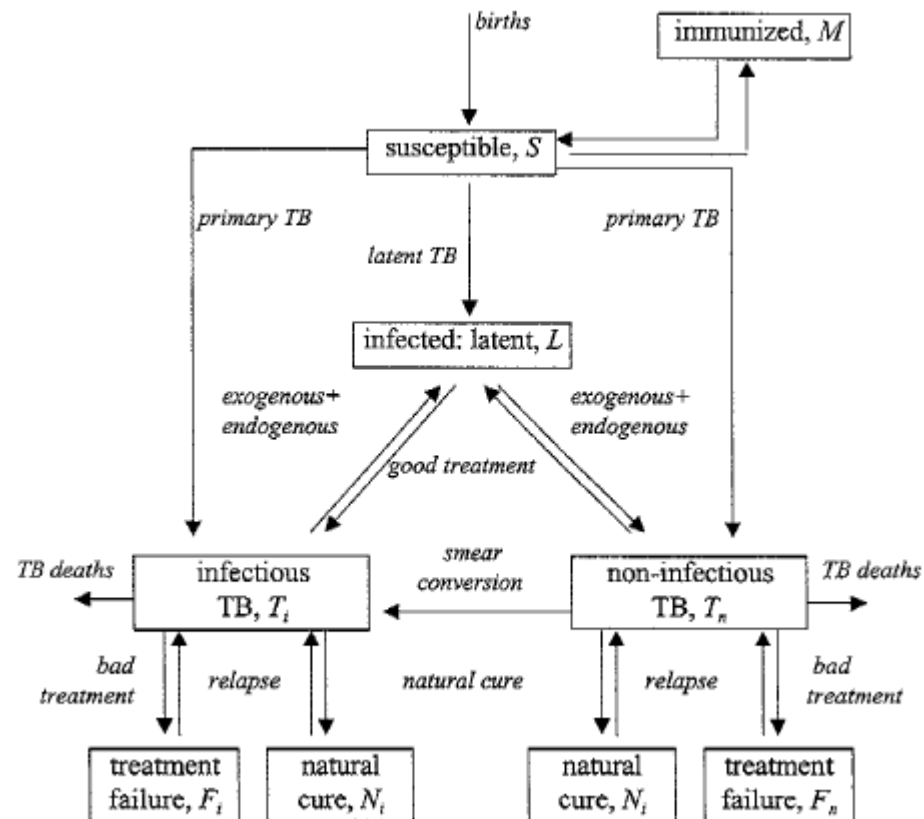 births
immunized, M
susceptible, S
primary TB
primary TB
latent TB
infected: latent, L
exogenous+
endogenous
exogenous+
endogenous
good treatment
TB deaths
infectious
TB, Ti
smear
conversion
non-infectious
TB, Tn
TB deaths
bad
treatment
relapse
natural cure
relapse
bad
treatment
treatment
failure, Fi
natural
cure, Ni
natural
cure, Ni
treatment
failure, Fn